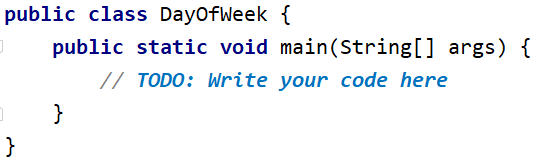 public class DayOfWeek {
    public static void main(String[] args) {
        // TODO: Write your code here
    }
}